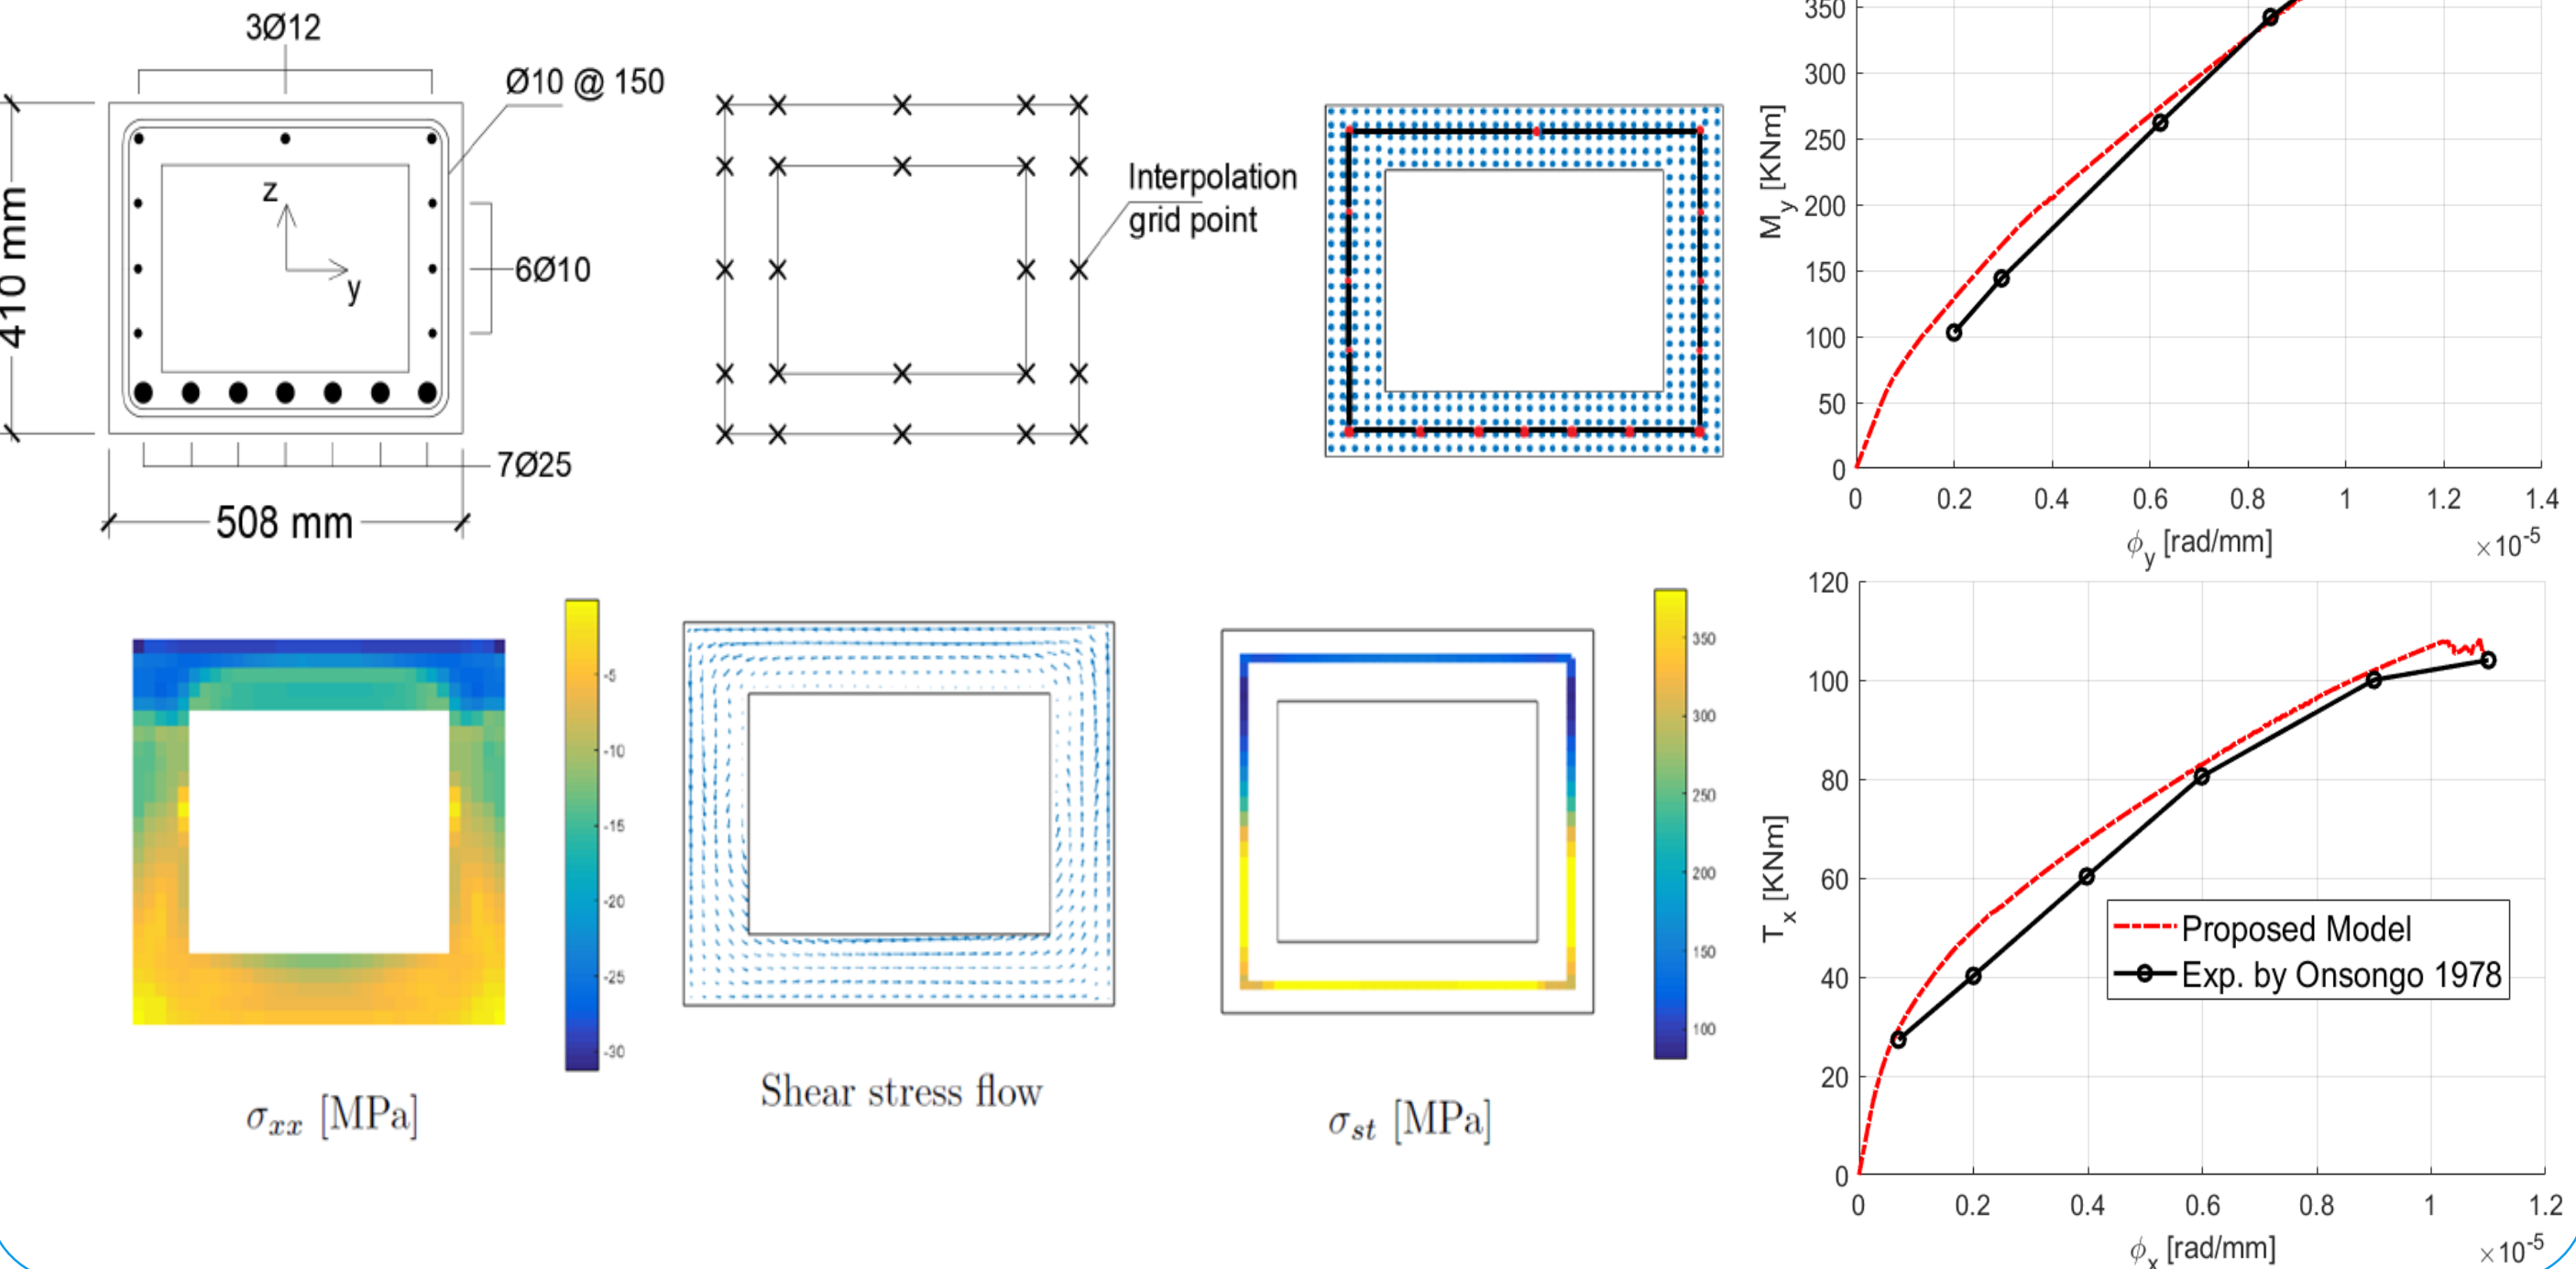 3Ø12
Ø10 @ 150
410 mm
z
y
6Ø10
7Ø25
508 mm
Interpolation
grid point
350
300
250
200
150
100
50
0
M_y [KNm]
0 0.2 0.4 0.6 0.8 1 1.2 1.4
ϕ_y [rad/mm]
×10^-5
-5
-10
-15
-20
-25
-30
σ_xx [MPa]
Shear stress flow
350
300
250
200
150
100
σ_st [MPa]
120
100
80
60
40
20
0
T_x [KNm]
Proposed Model
Exp. by Onsongo 1978
0 0.2 0.4 0.6 0.8 1 1.2
ϕ_x [rad/mm]
×10^-5